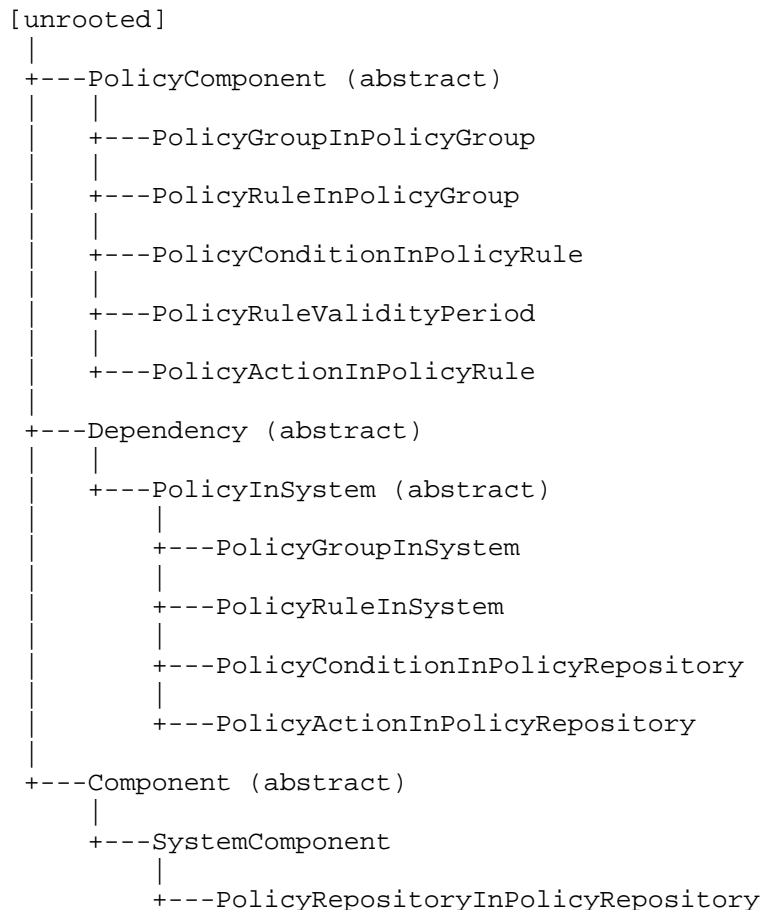 [unrooted]
|
+---PolicyComponent (abstract)
|   |
|   +---PolicyGroupInPolicyGroup
|   |
|   +---PolicyRuleInPolicyGroup
|   |
|   +---PolicyConditionInPolicyRule
|   |
|   +---PolicyRuleValidityPeriod
|   |
|   +---PolicyActionInPolicyRule
|
+---Dependency (abstract)
|   |
|   +---PolicyInSystem (abstract)
|       |
|       +---PolicyGroupInSystem
|       |
|       +---PolicyRuleInSystem
|       |
|       +---PolicyConditionInPolicyRepository
|       |
|       +---PolicyActionInPolicyRepository
|
+---Component (abstract)
    |
    +---SystemComponent
        |
        +---PolicyRepositoryInPolicyRepository